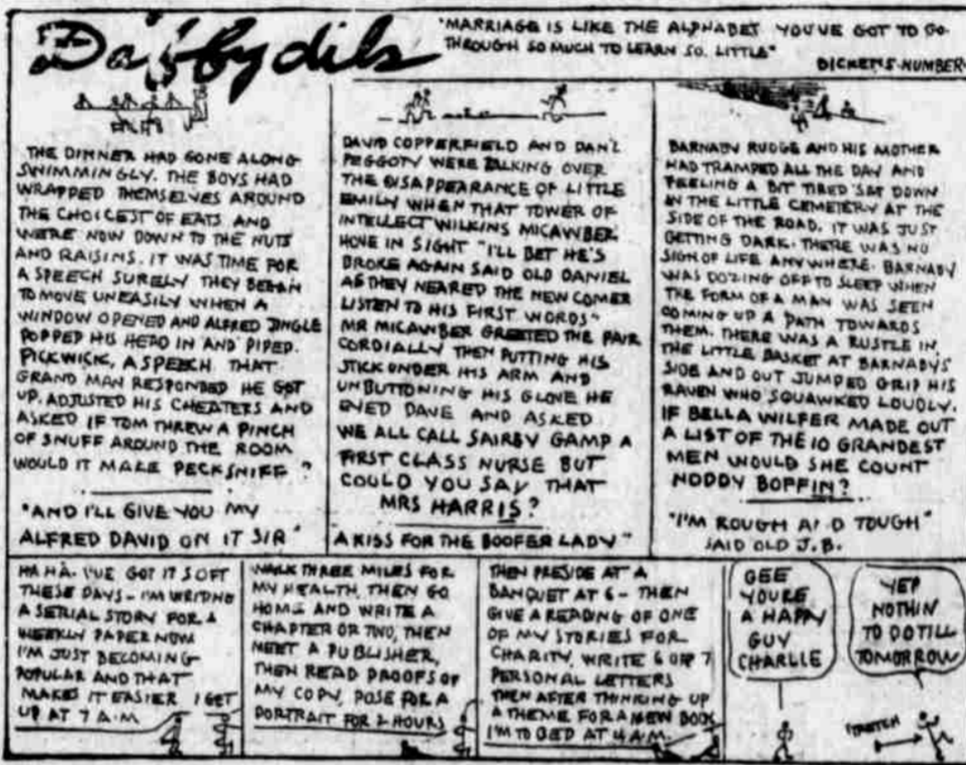 Daffydils
"MARRIAGE IS LIKE THE ALPHABET YOU'VE GOT TO GO
THROUGH SO MUCH TO LEARN SO. LITTLE"
DICKENS-NUMBER-
THE DINNER HAD GONE ALONG
SWIMMINGLY. THE BOYS HAD
WRAPPED THEMSELVES AROUND
THE CHOICEST OF EATS AND
WERE NOW DOWN TO THE NUTS
AND RAISINS. IT WAS TIME FOR
A SPEECH SURELY THEY BEGAN
TO MOVE UNEASILY WHEN A
WINDOW OPENED AND ALFRED JINGLE
POPPED HIS HEAD IN AND PIPED.
PICKWICK, A SPEECH THAT
GRAND MAN RESPONDED HE GOT
UP. ADJUSTED HIS CHEATERS AND
ASKED IF TOM THREW A PINCH
OF SNUFF AROUND THE ROOM
WOULD IT MAKE PECKSNIFF?
"AND I'LL GIVE YOU MY
ALFRED DAVID ON IT SIR"
DAVID COPPERFIELD AND DAN'L
PEGGOTY WERE TALKING OVER
THE DISAPPEARANCE OF LITTLE
EMILY WHEN THAT TOWER OF
INTELLECT WILKINS MICAWBER
HOVE IN SIGHT "I'LL BET HE'S
BROKE AGAIN SAID OLD DANIEL
AS THEY NEARED THE NEW COMER
LISTEN TO HIS FIRST WORDS"
MR MICAWBER GREETED THE PAIR
CORDIALLY THEN PUTTING HIS
STICK UNDER HIS ARM AND
UNBUTTONING HIS GLOVE HE
EYED DAVE AND ASKED
WE ALL CALL SAIREY GAMP A
FIRST CLASS NURSE BUT
COULD YOU SAY THAT
MRS HARRIS?
A KISS FOR THE BOOFER LADY"
BARNABY RUDGE AND HIS MOTHER
HAD TRAMPED ALL THE DAY AND
FEELING A BIT TIRED SAT DOWN
IN THE LITTLE CEMETERY AT THE
SIDE OF THE ROAD. IT WAS JUST
GETTING DARK. THERE WAS NO
SIGN OF LIFE ANYWHERE. BARNABY
WAS DOZING OFF TO SLEEP WHEN
THE FORM OF A MAN WAS SEEN
COMING UP A PATH TOWARDS
THEM. THERE WAS A RUSTLE IN
THE LITTLE BASKET AT BARNABYS
SIDE AND OUT JUMPED GRIP HIS
RAVEN WHO SQUAWKED LOUDLY.
IF BELLA WILFER MADE OUT
A LIST OF THE 10 GRANDEST
MEN WOULD SHE COUNT
NODDY BOFFIN?
"I'M ROUGH AND TOUGH"
SAID OLD J.B.
HA HA. I'VE GOT IT SOFT
THESE DAYS - I'M WRITING
A SERIAL STORY FOR A
WEEKLY PAPER NOW
I'M JUST BECOMING
POPULAR AND THAT
MAKES IT EASIER I GET
UP AT 7 A.M.
WALK THREE MILES FOR
MY HEALTH, THEN GO
HOME AND WRITE A
CHAPTER OR TWO, THEN
MEET A PUBLISHER,
THEN READ PROOFS OF
MY COPY, POSE FOR A
PORTRAIT FOR 2 HOURS
THEN PRESIDE AT A
BANQUET AT 6 - THEN
GIVE A READING OF ONE
OF MY STORIES FOR
CHARITY, WRITE 6 OR 7
PERSONAL LETTERS
THEN AFTER THINKING UP
A THEME FOR A NEW BOOK
I'M TO BED AT 4 A.M.
GEE
YOURE
A HAPPY
GUY
CHARLIE
YEP
NOTHIN
TO DO TILL
TOMORROW
STRETCH